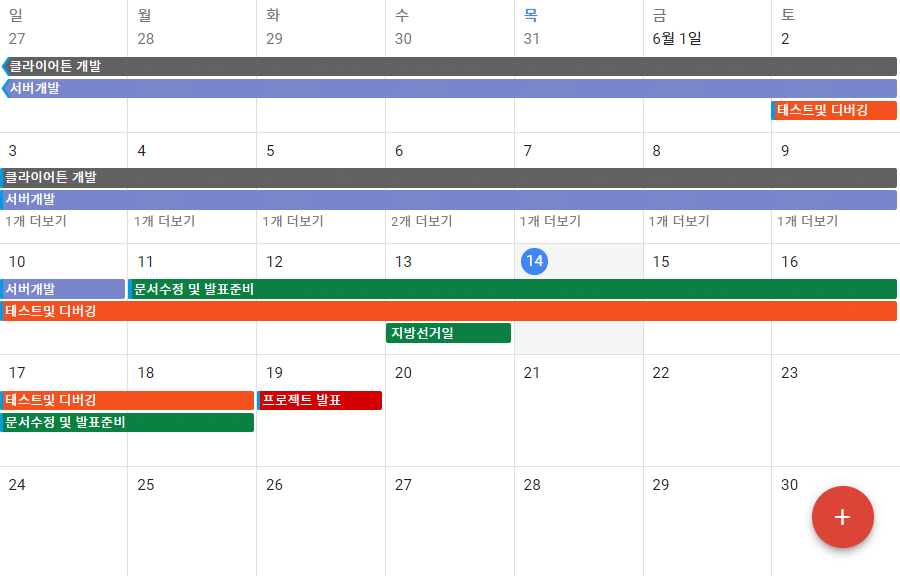 일 월 화 수 목 금 토
27 28 29 30 31 6월 1일 2
클라이어튼 개발
서버개발
테스트및 디버깅
3 4 5 6 7 8 9
클라이어튼 개발
서버개발
1개 더보기 1개 더보기 1개 더보기 2개 더보기 1개 더보기 1개 더보기 1개 더보기
10 11 12 13 14 15 16
서버개발 문서수정 및 발표준비
테스트및 디버깅
지방선거일
17 18 19 20 21 22 23
테스트및 디버깅 프로젝트 발표
문서수정 및 발표준비
24 25 26 27 28 29 30
+